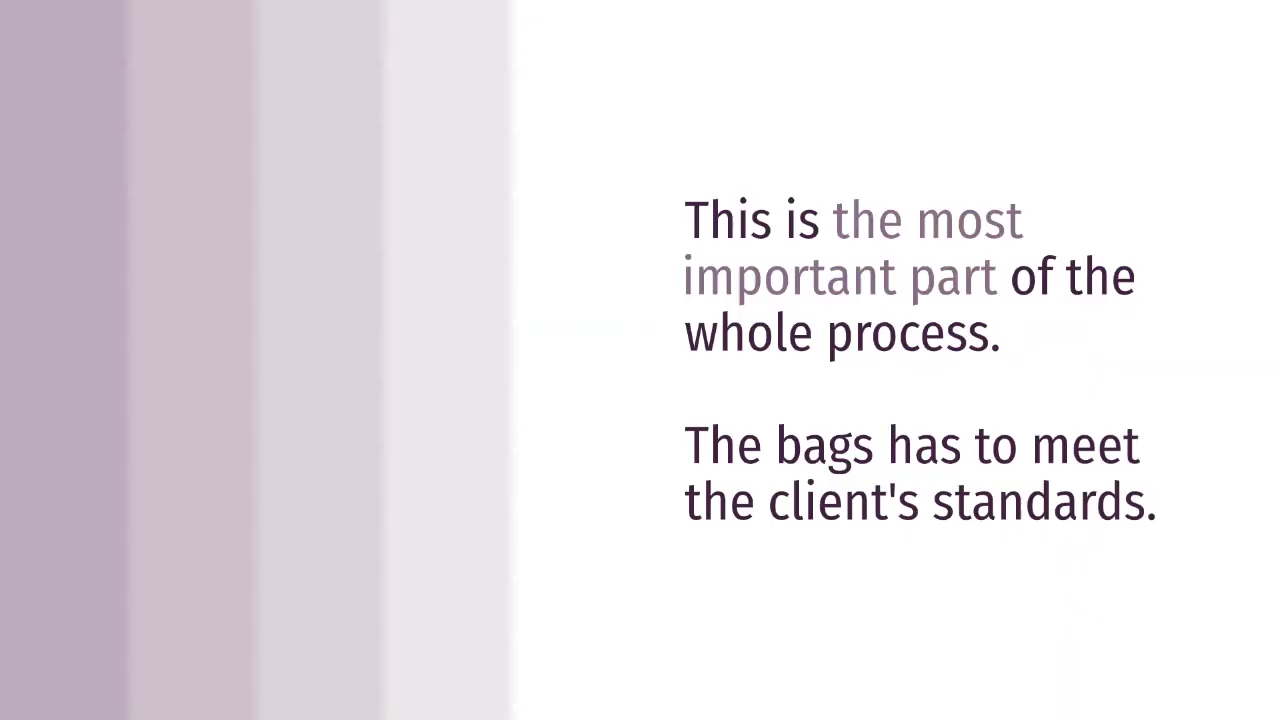 This is the most
important part of the
whole process.
The bags has to meet
the client's standards.